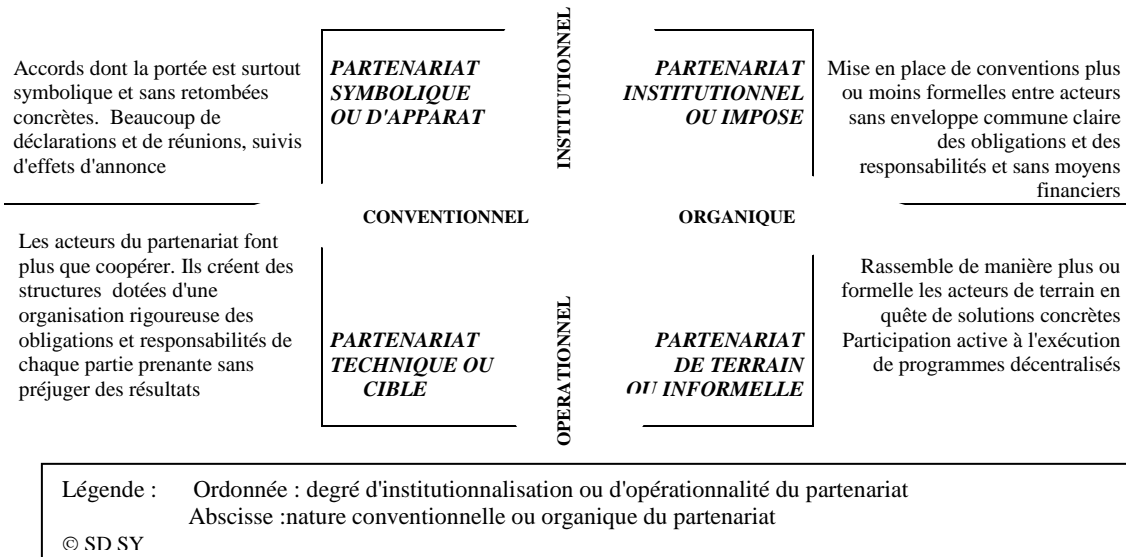 Accords dont la portée est surtout
symbolique et sans retombées
concrètes. Beaucoup de
déclarations et de réunions, suivis
d'effets d'annonce
PARTENARIAT
SYMBOLIQUE
OU D'APPARAT
INSTITUTIONNEL
PARTENARIAT
INSTITUTIONNEL
OU IMPOSE
Mise en place de conventions plus
ou moins formelles entre acteurs
sans enveloppe commune claire
des obligations et des
responsabilités et sans moyens
financiers
CONVENTIONNEL
ORGANIQUE
Les acteurs du partenariat font
plus que coopérer. Ils créent des
structures dotées d'une
organisation rigoureuse des
obligations et responsabilités de
chaque partie prenante sans
préjuger des résultats
PARTENARIAT
TECHNIQUE OU
CIBLE
OPERATIONNEL
PARTENARIAT
DE TERRAIN
OU INFORMELLE
Rassemble de manière plus ou
formelle les acteurs de terrain en
quête de solutions concrètes
Participation active à l'exécution
de programmes décentralisés
Légende : Ordonnée : degré d'institutionnalisation ou d'opérationnalité du partenariat
Abscisse :nature conventionnelle ou organique du partenariat
© SD SY